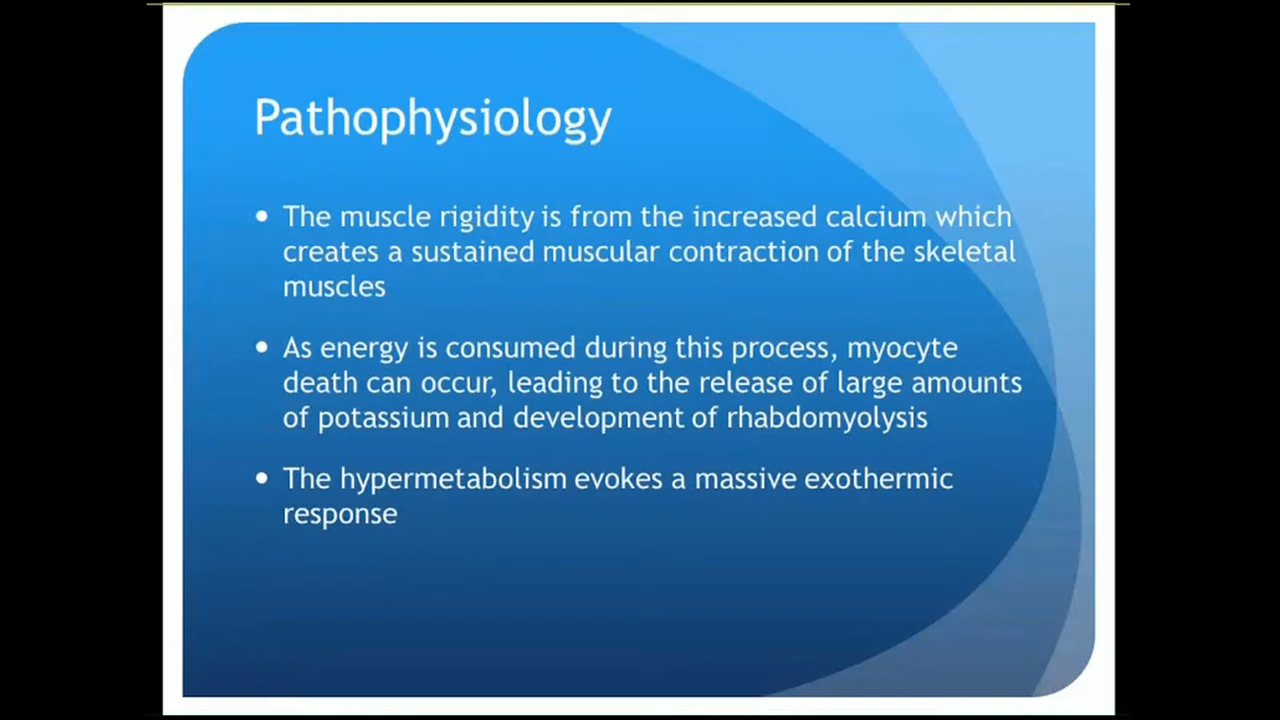 Pathophysiology
• The muscle rigidity is from the increased calcium which
creates a sustained muscular contraction of the skeletal
muscles
• As energy is consumed during this process, myocyte
death can occur, leading to the release of large amounts
of potassium and development of rhabdomyolysis
• The hypermetabolism evokes a massive exothermic
response